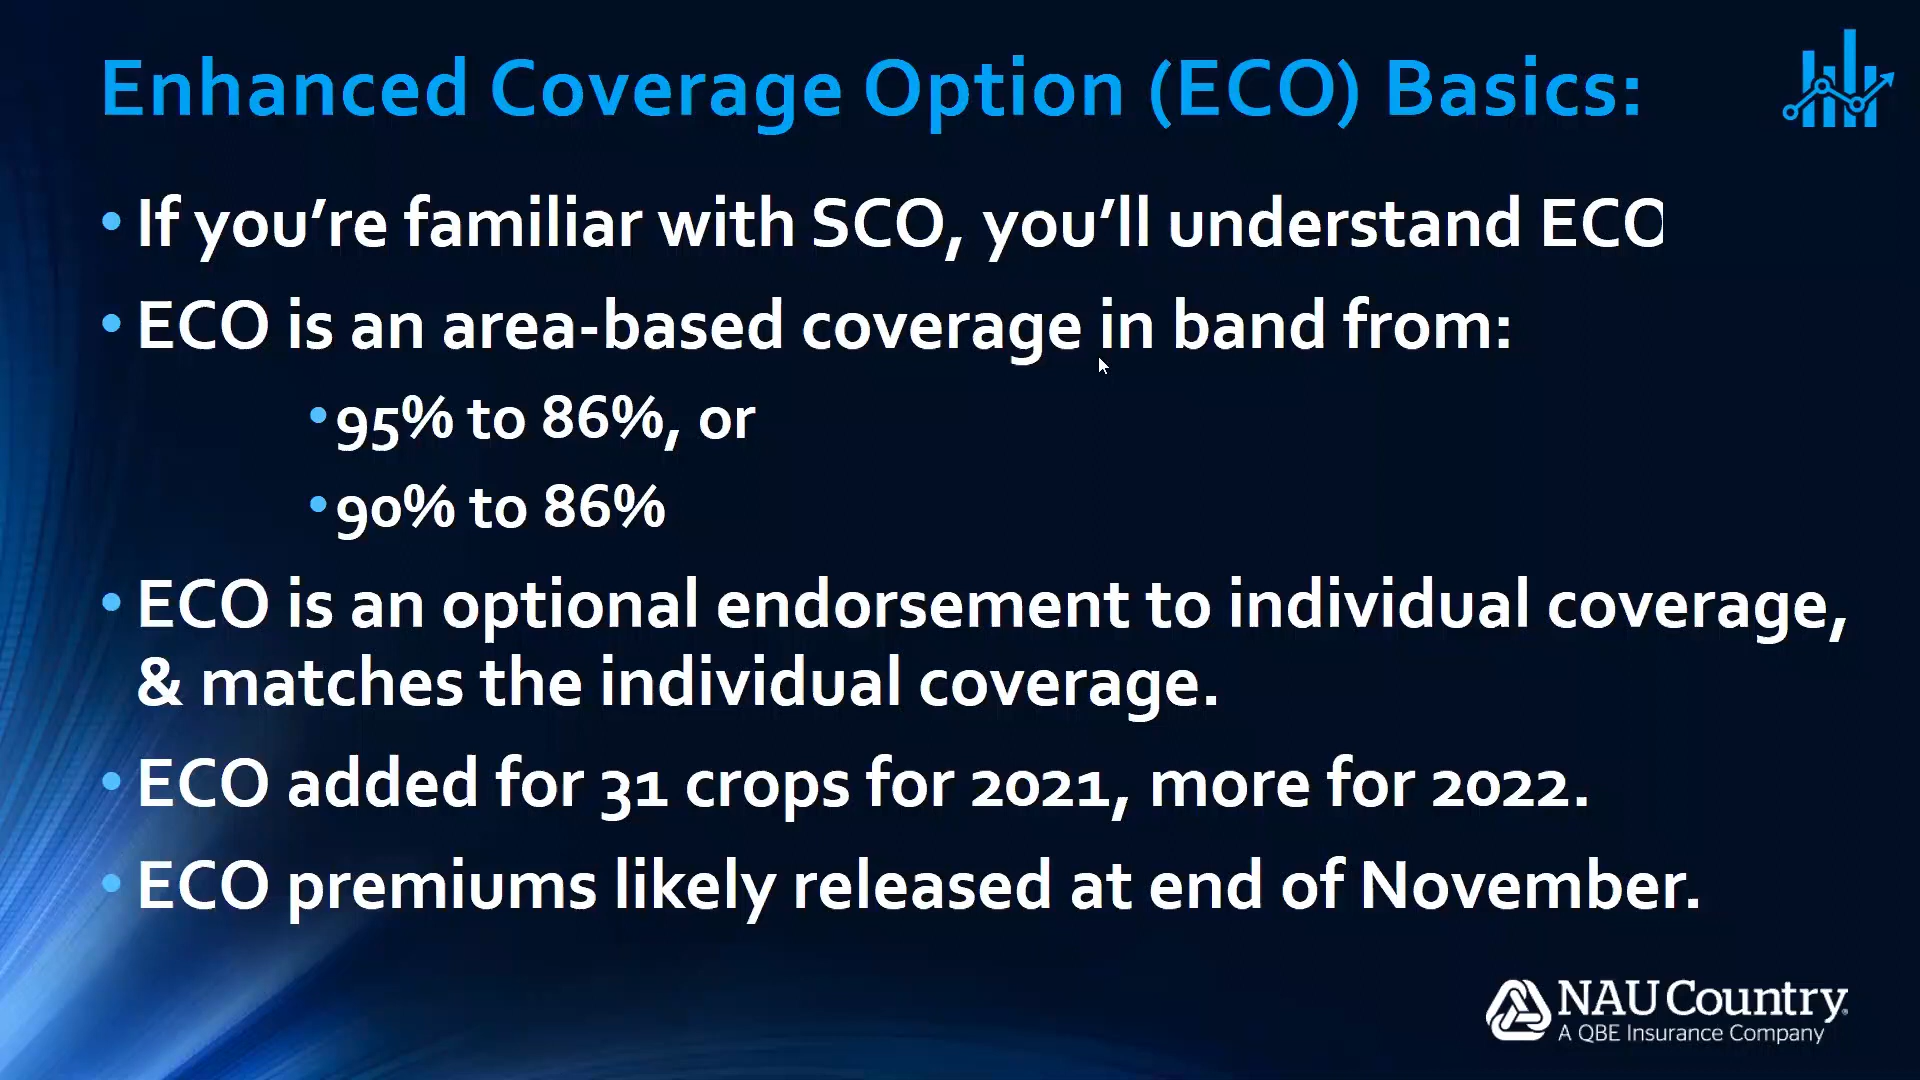 Enhanced Coverage Option (ECO) Basics:
• If you’re familiar with SCO, you’ll understand ECO
• ECO is an area-based coverage in band from:
• 95% to 86%, or
• 90% to 86%
• ECO is an optional endorsement to individual coverage,
& matches the individual coverage.
• ECO added for 31 crops for 2021, more for 2022.
• ECO premiums likely released at end of November.
NAU Country®
A QBE Insurance Company